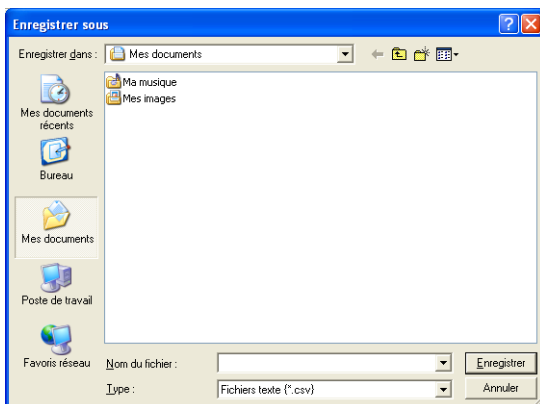 Enregistrer sous
Enregistrer dans :
Mes documents
Ma musique
Mes images
Mes documents
récents
Bureau
Mes documents
Poste de travail
Favoris réseau
Nom du fichier :
Enregistrer
Type :
Fichiers texte {*.csv}
Annuler